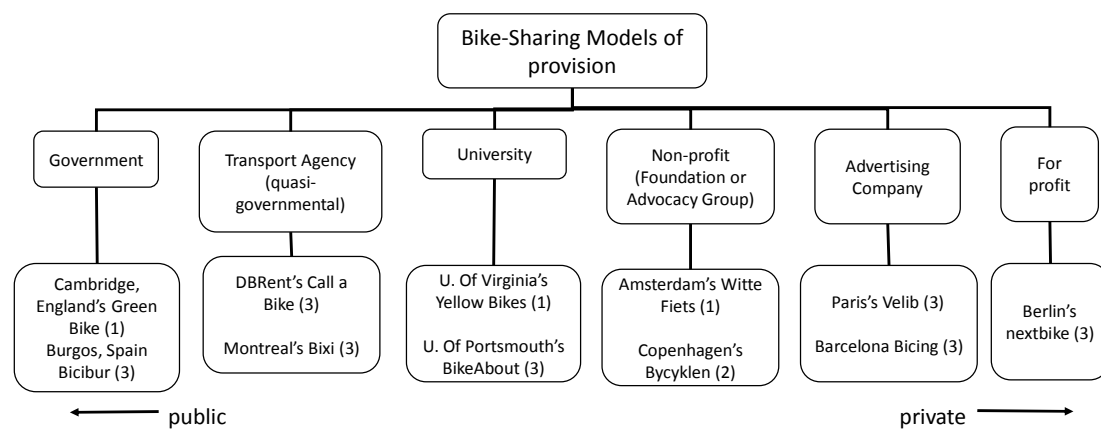 Bike-Sharing Models of
provision
Government
Transport Agency
(quasi-
governmental)
University
Non-profit
(Foundation or
Advocacy Group)
Advertising
Company
For
profit
Cambridge,
England’s Green
Bike (1)
Burgos, Spain
Bicibur (3)
DBRent’s Call a
Bike (3)
Montreal’s Bixi (3)
U. Of Virginia’s
Yellow Bikes (1)
U. Of Portsmouth’s
BikeAbout (3)
Amsterdam’s Witte
Fiets (1)
Copenhagen’s
Bycyklen (2)
Paris’s Velib (3)
Barcelona Bicing (3)
Berlin’s
nextbike (3)
public
private